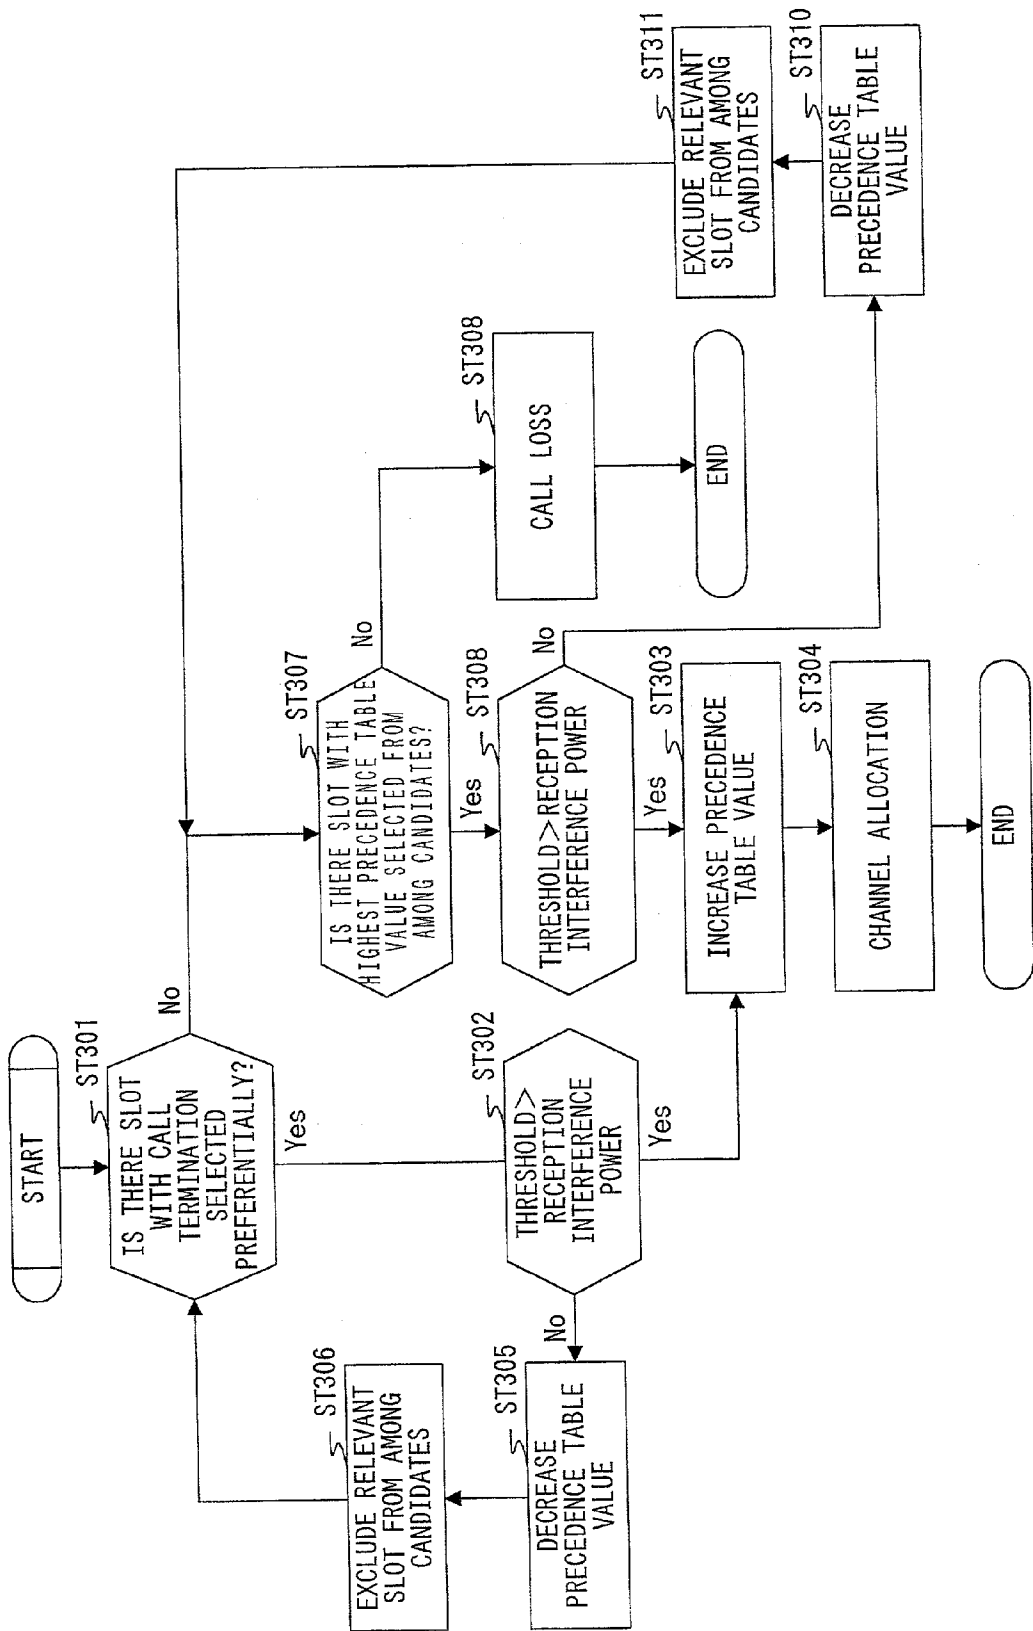 START
ST301
IS THERE SLOT
WITH CALL
TERMINATION
SELECTED
PREFERENTIALLY?
No
Yes
ST306
EXCLUDE RELEVANT
SLOT FROM AMONG
CANDIDATES
ST305
DECREASE
PRECEDENCE TABLE
VALUE
No
ST302
THRESHOLD>
RECEPTION
INTERFERENCE
POWER
Yes
ST307
IS THERE SLOT WITH
HIGHEST PRECEDENCE TABLE
VALUE SELECTED FROM
AMONG CANDIDATES?
No
Yes
ST308
THRESHOLD>RECEPTION
INTERFERENCE POWER
No
Yes
ST303
INCREASE PRECEDENCE
TABLE VALUE
ST304
CHANNEL ALLOCATION
END
ST308
CALL LOSS
END
ST311
EXCLUDE RELEVANT
SLOT FROM AMONG
CANDIDATES
ST310
DECREASE
PRECEDENCE TABLE
VALUE